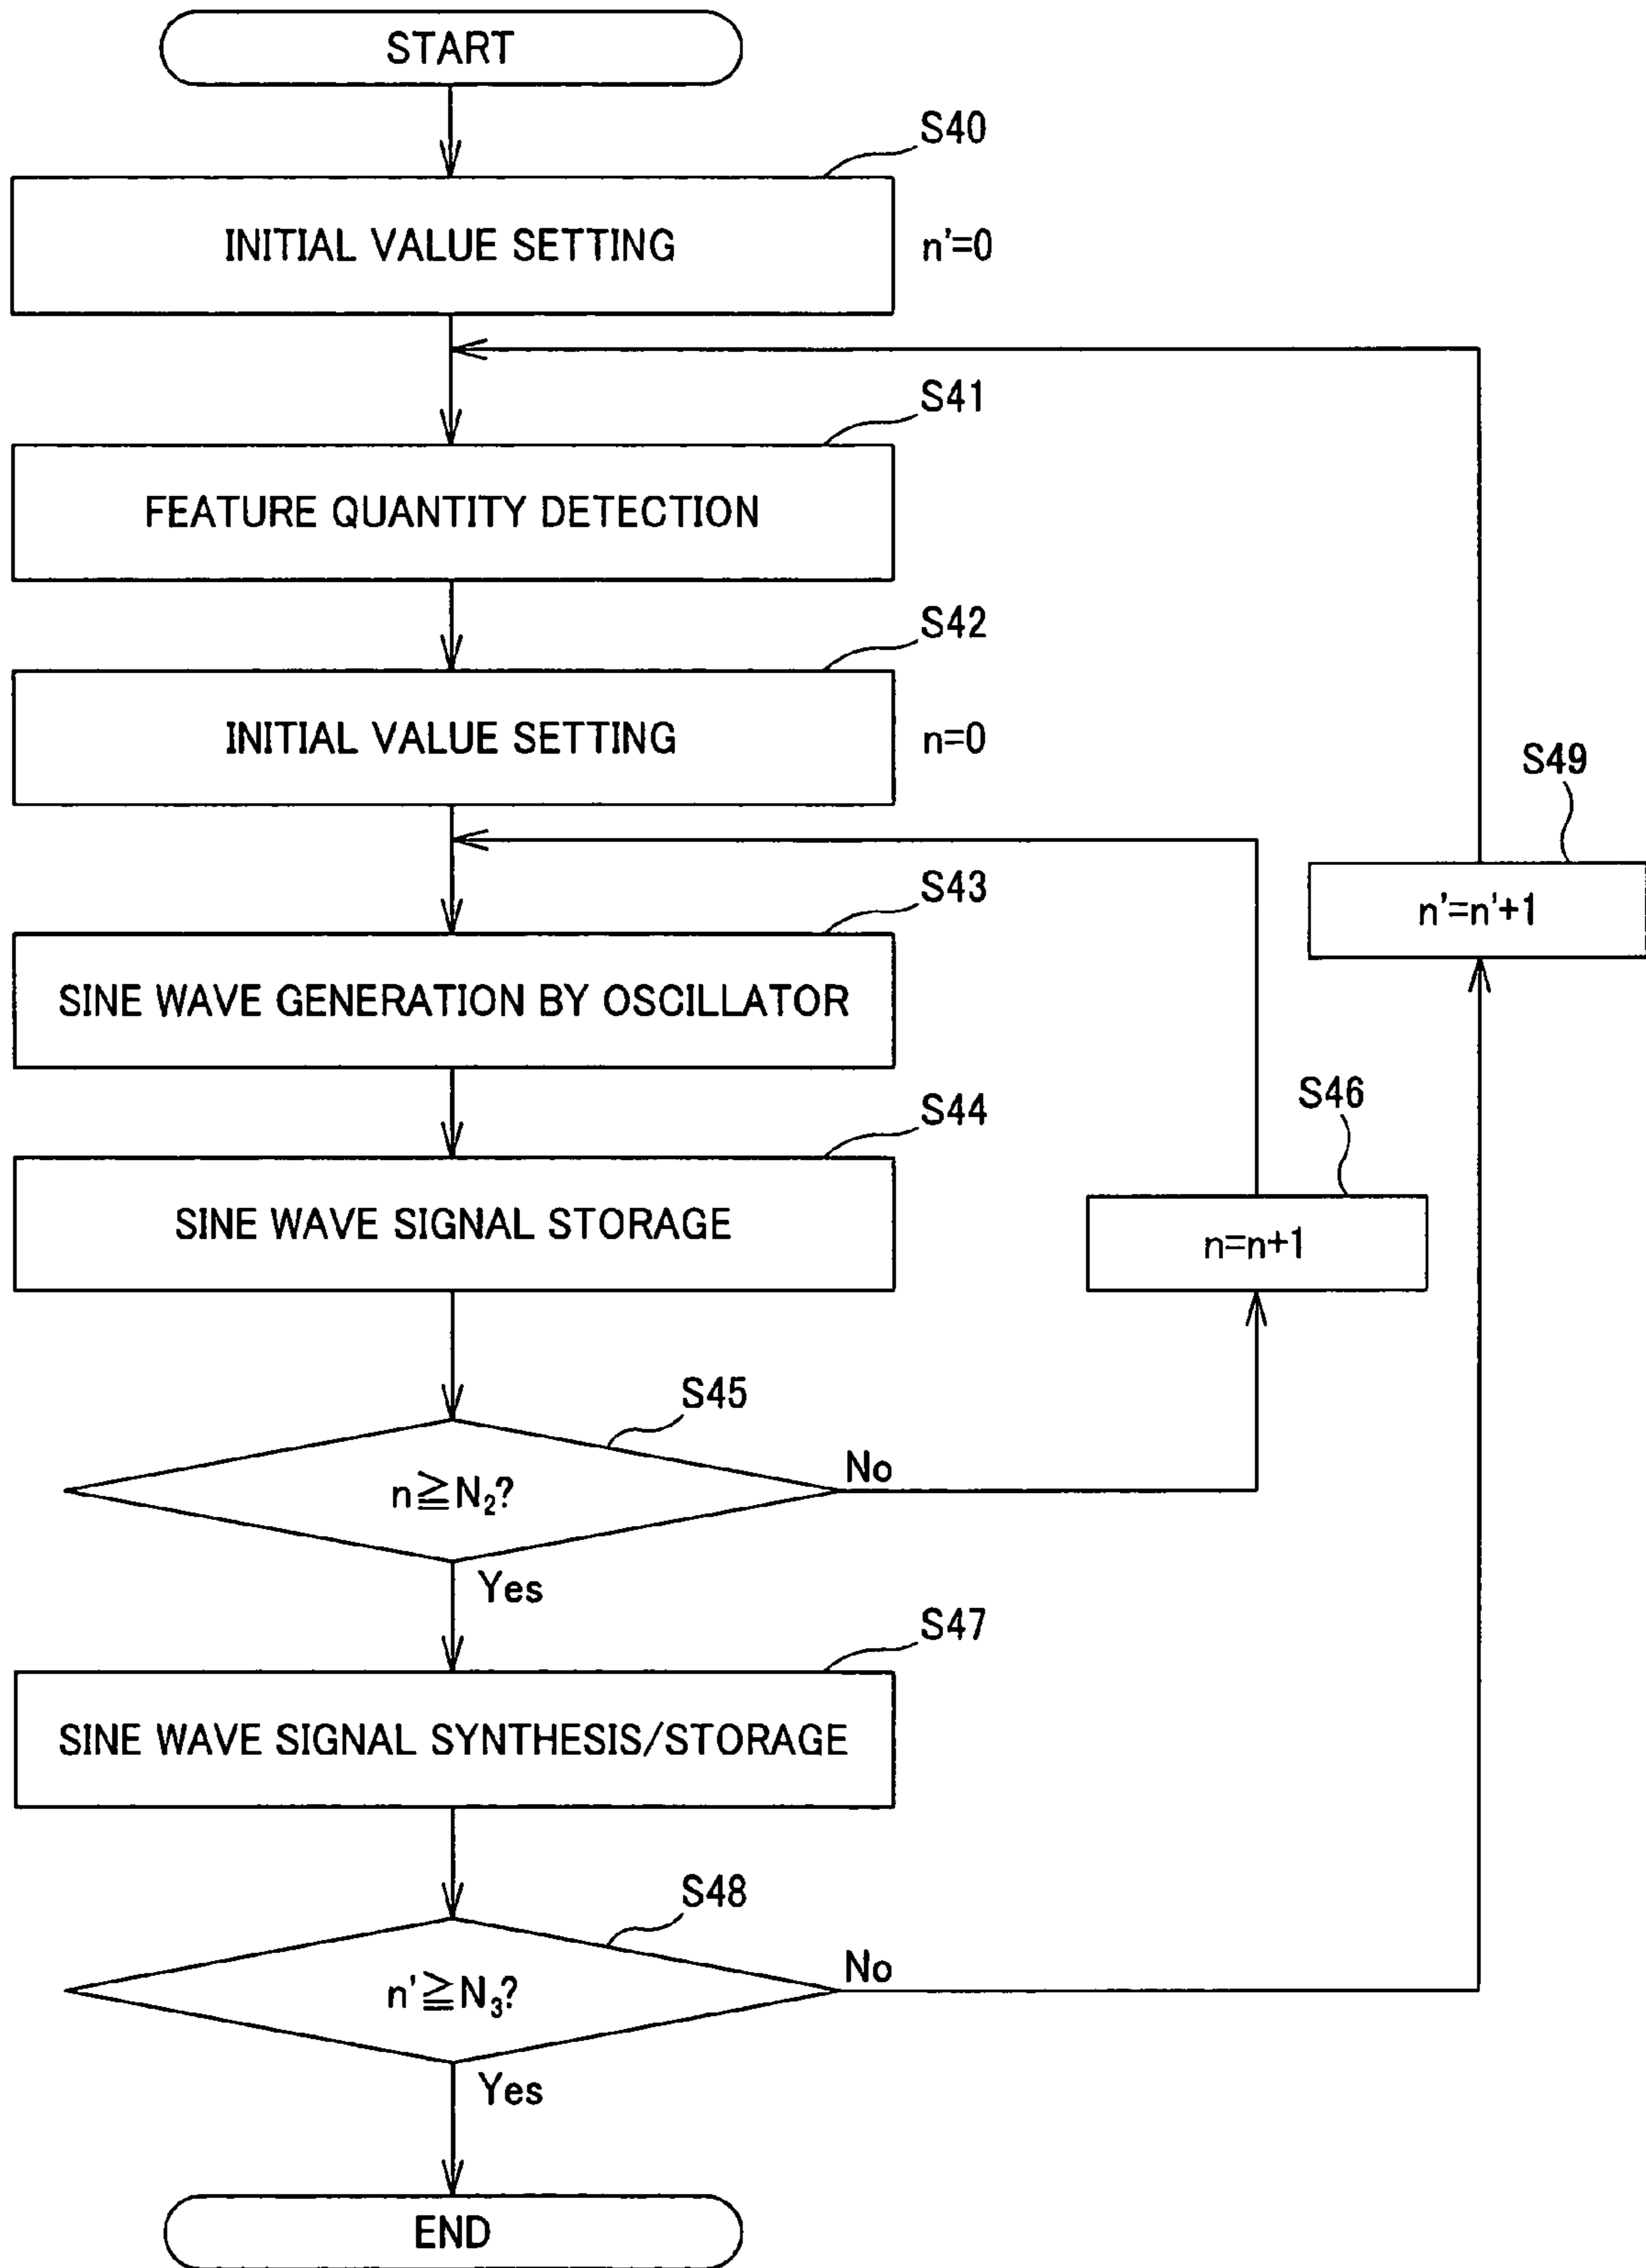 START
S40
INITIAL VALUE SETTING
n'=0
S41
FEATURE QUANTITY DETECTION
S42
INITIAL VALUE SETTING
n=0
S49
n'=n'+1
S43
SINE WAVE GENERATION BY OSCILLATOR
S46
n=n+1
S44
SINE WAVE SIGNAL STORAGE
S45
n≧N₂?
No
Yes
S47
SINE WAVE SIGNAL SYNTHESIS/STORAGE
S48
n'≧N₃?
No
Yes
END